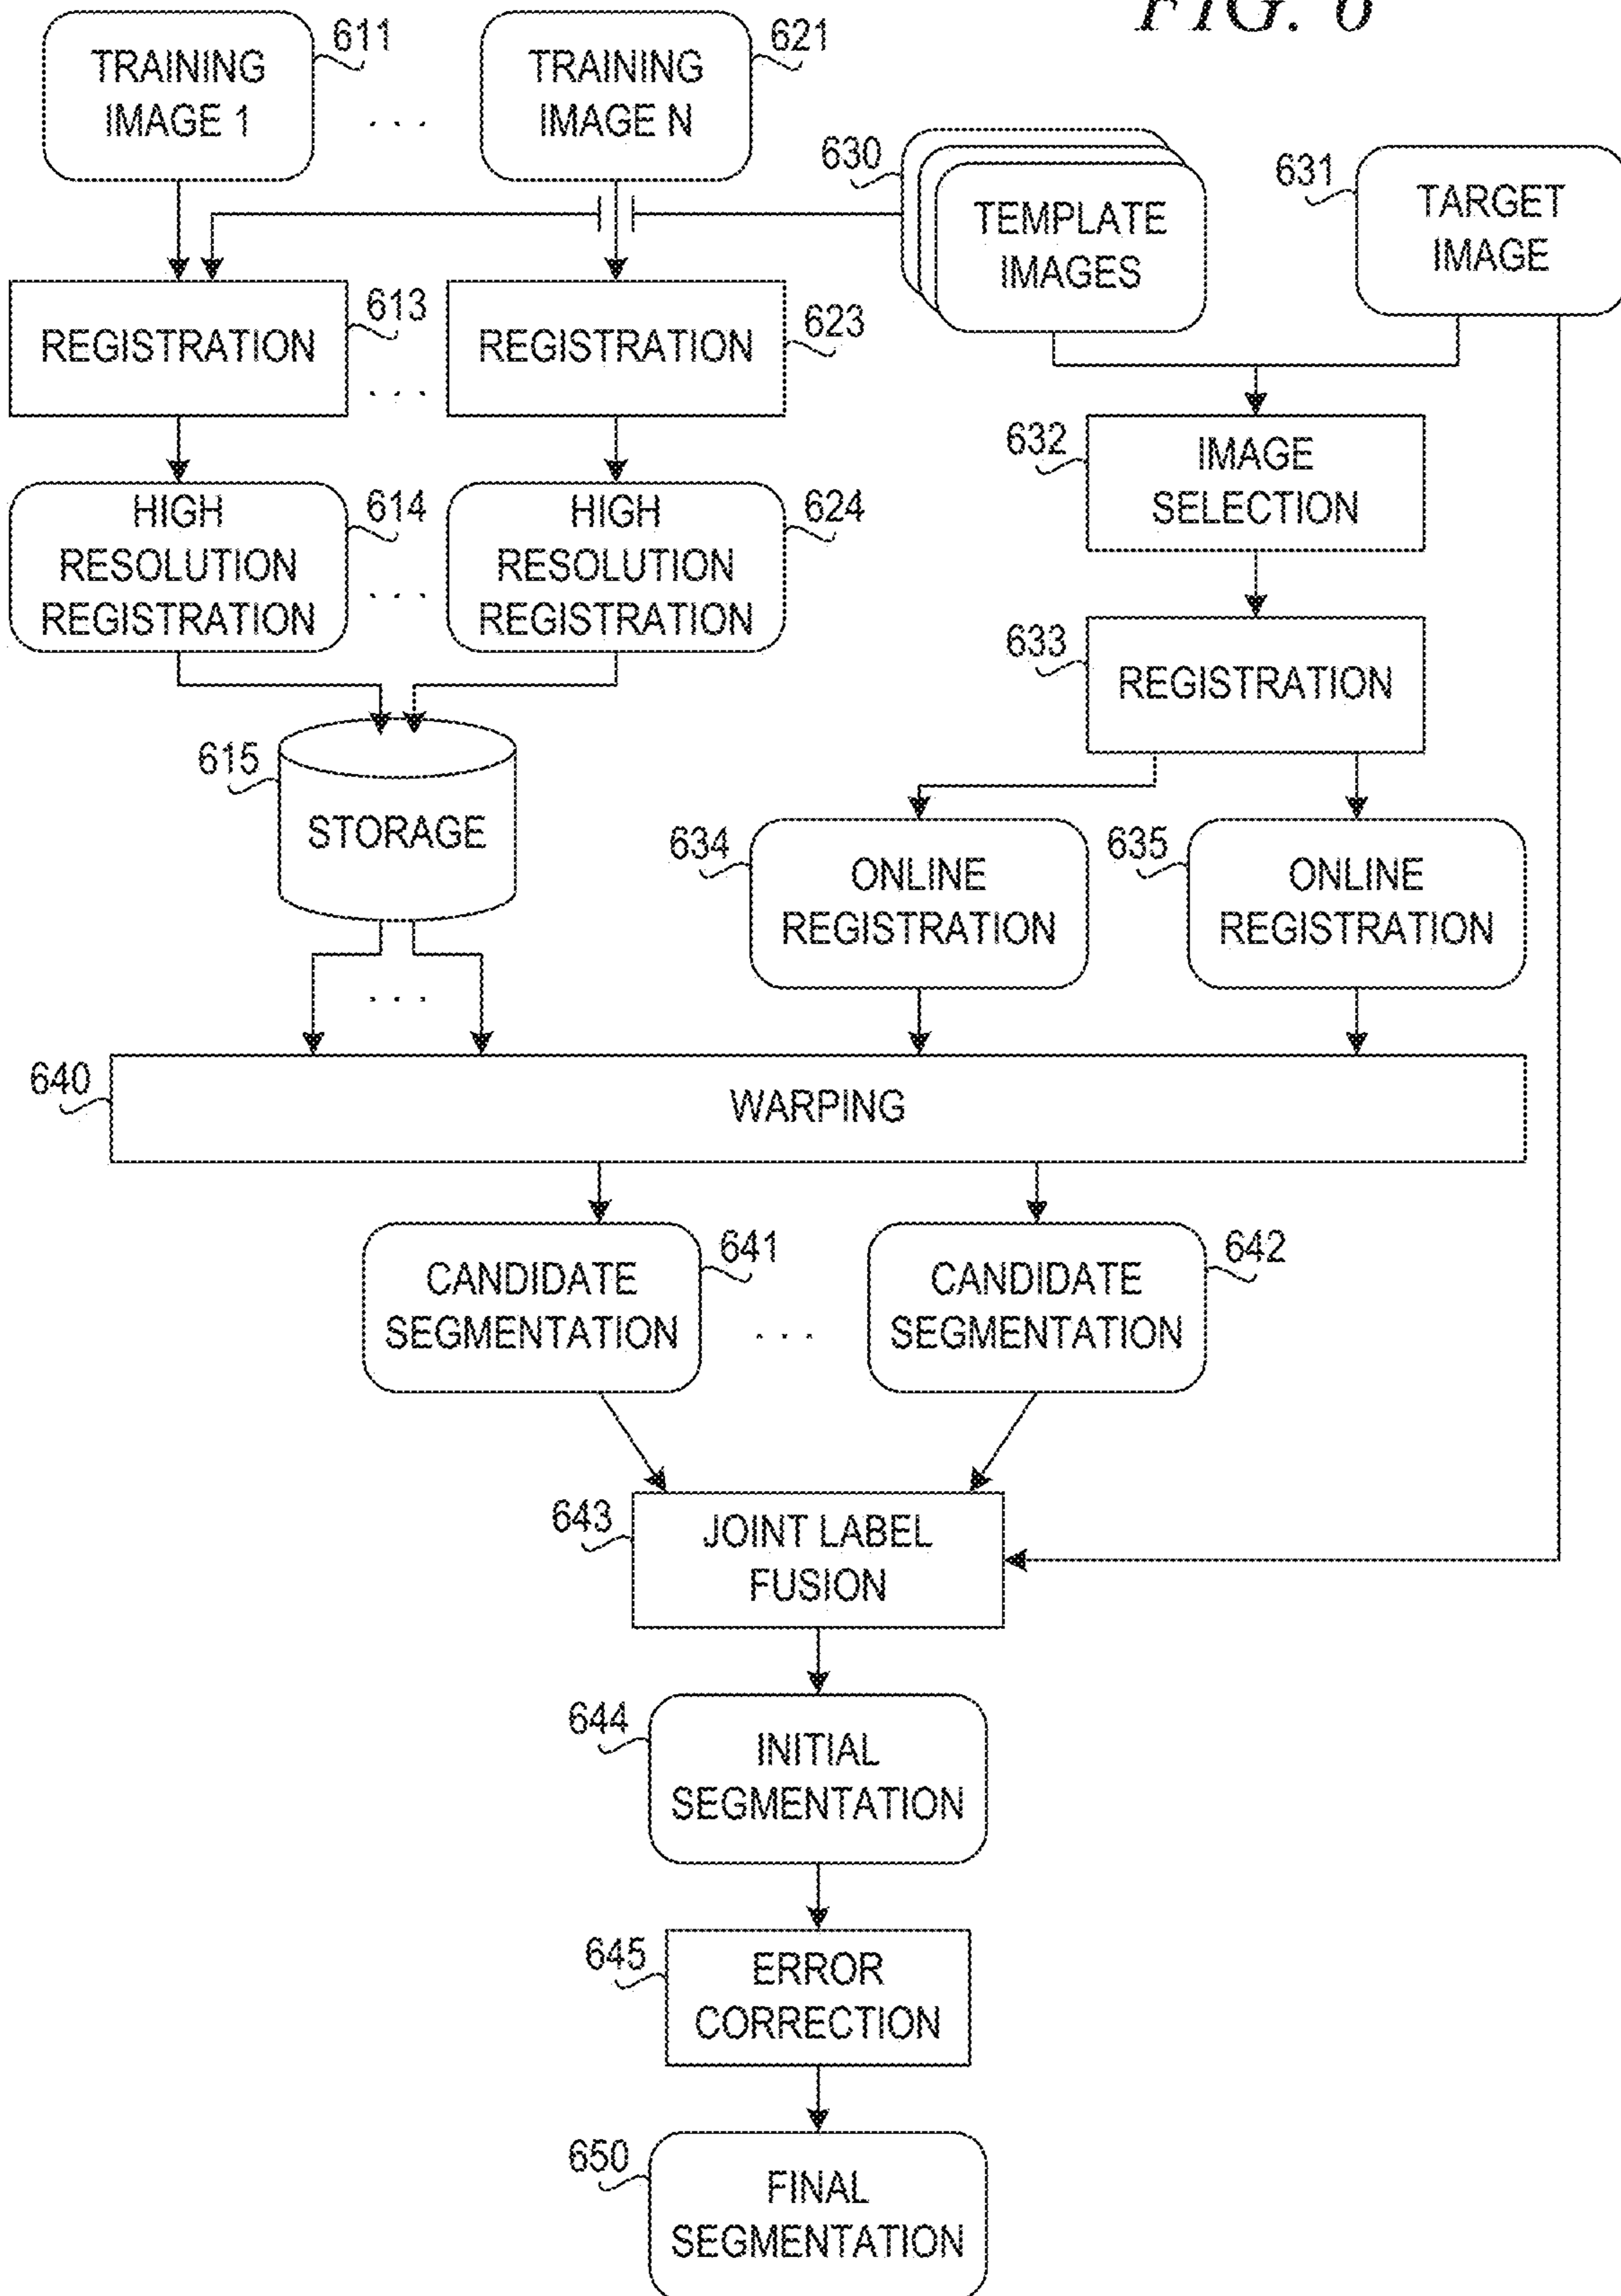 FIG. 6
TRAINING
IMAGE 1
611
. . .
TRAINING
IMAGE N
621
630
TEMPLATE
IMAGES
631
TARGET
IMAGE
REGISTRATION
613
. . .
REGISTRATION
623
632
IMAGE
SELECTION
HIGH
RESOLUTION
REGISTRATION
614
. . .
HIGH
RESOLUTION
REGISTRATION
624
633
REGISTRATION
615
STORAGE
. . .
634
ONLINE
REGISTRATION
635
ONLINE
REGISTRATION
640
WARPING
CANDIDATE
SEGMENTATION
641
. . .
CANDIDATE
SEGMENTATION
642
643
JOINT LABEL
FUSION
644
INITIAL
SEGMENTATION
645
ERROR
CORRECTION
650
FINAL
SEGMENTATION